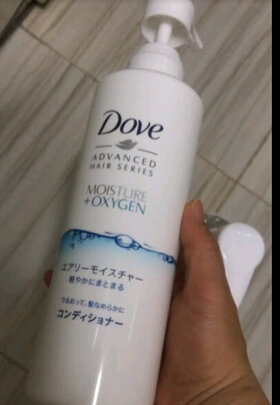 Dove
ADVANCED
HAIR SERIES
MOISTURE
+OXYGEN
エアリーモイスチャー
軽やかにまとまる
うるおって、髪なめらかに
コンディショナー